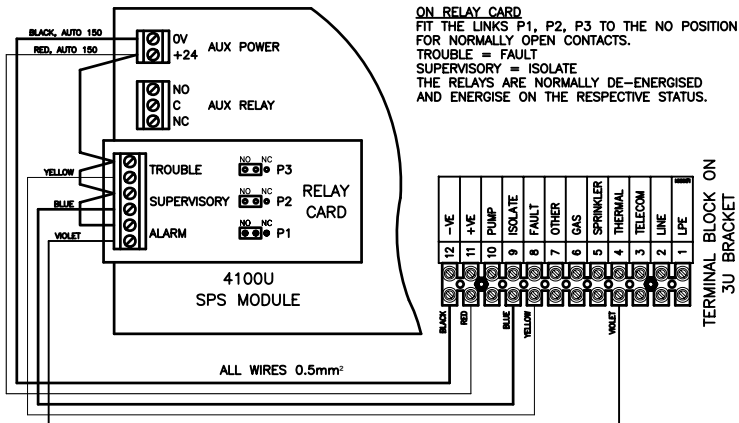 ON RELAY CARD
FIT THE LINKS P1, P2, P3 TO THE NO POSITION
FOR NORMALLY OPEN CONTACTS.
TROUBLE = FAULT
SUPERVISORY = ISOLATE
THE RELAYS ARE NORMALLY DE-ENERGISED
AND ENERGISE ON THE RESPECTIVE STATUS.
BLACK, AUTO 150
RED, AUTO 150
0V
+24
AUX POWER
NO
C
NC
AUX RELAY
YELLOW
BLUE
VIOLET
TROUBLE
SUPERVISORY
ALARM
NO NC
P3
NO NC
P2
NO NC
P1
RELAY
CARD
4100U
SPS MODULE
ALL WIRES 0.5mm²
-VE
+VE
PUMP
ISOLATE
FAULT
OTHER
GAS
SPRINKLER
THERMAL
TELECOM
LINE
LPE
12
11
10
9
8
7
6
5
4
3
2
1
BLACK
RED
BLUE
YELLOW
VIOLET
TERMINAL BLOCK ON
3U BRACKET